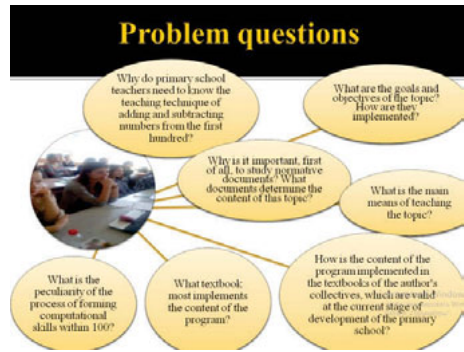 Problem questions
Why do primary school
teachers need to know the
teaching technique of
adding and subtracting
numbers from the first
hundred?
What are the goals and
objectives of the topic?
How are they
implemented?
Why is it important, first
of all, to study normative
documents? What
documents determine the
content of this topic?
What is the main
means of teaching
the topic?
What is the
peculiarity of the
process of forming
computational
skills within 100?
What textbook
most implements
the content of the
program?
How is the content of the
program implemented in
the textbooks of the author's
collectives, which are valid
at the current stage of
development of the primary
school?